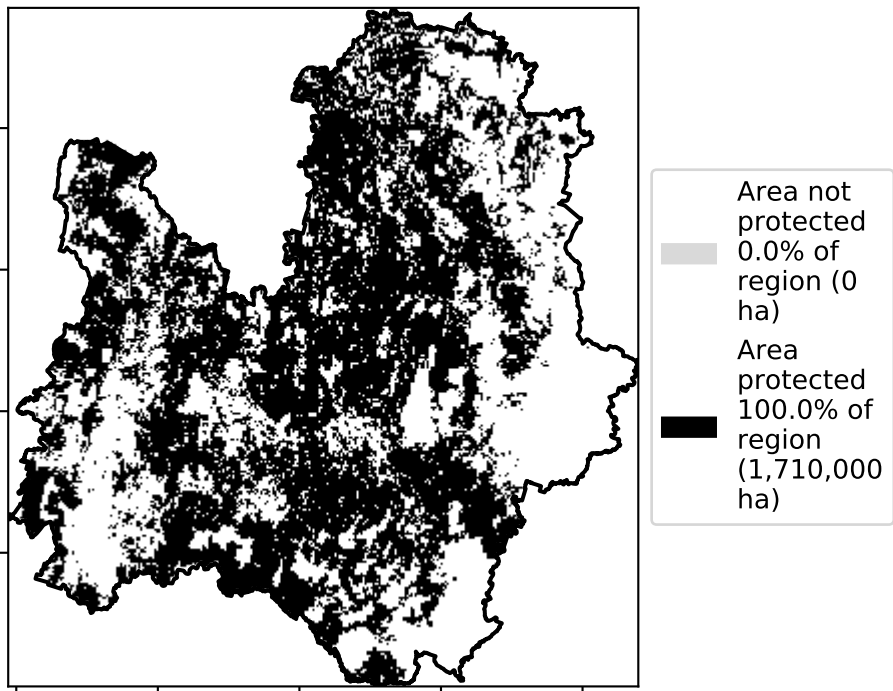 Area not
protected
0.0% of
region (0
ha)
Area
protected
100.0% of
region
(1,710,000
ha)